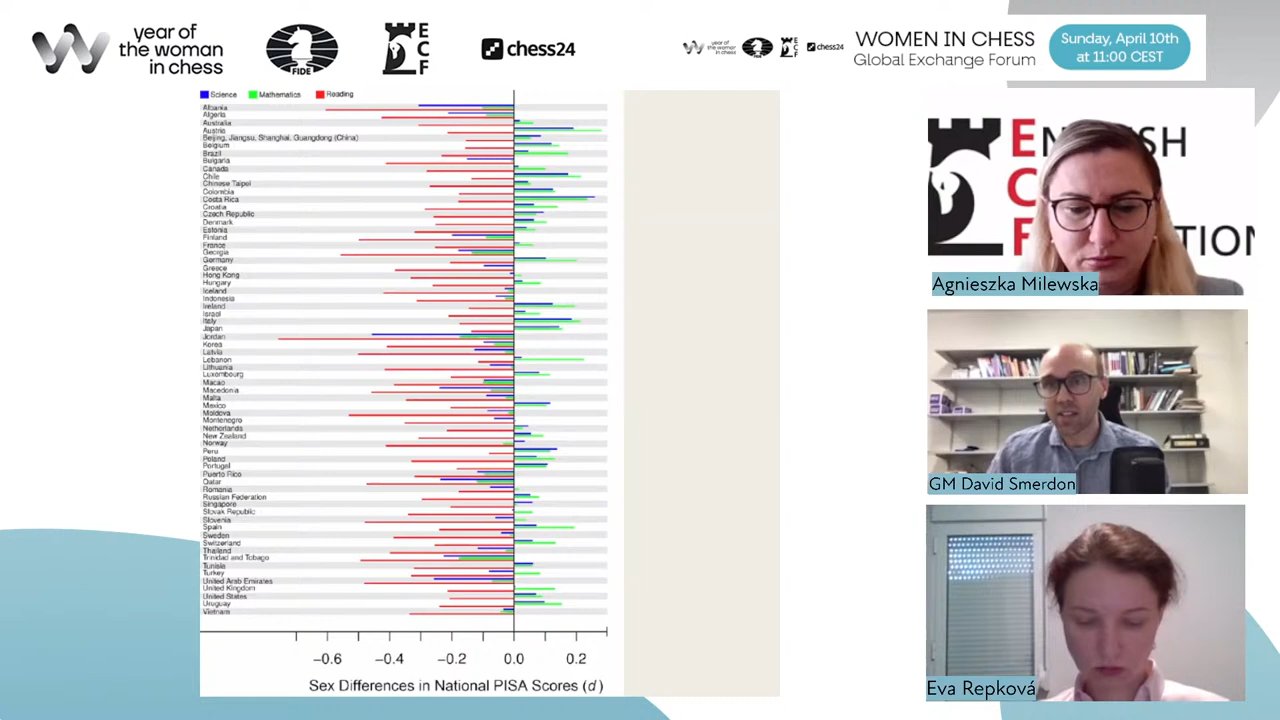 year of
the woman
in chess
FIDE
E
C
F
chess24
year of
the woman
in chess
FIDE
E
C
F
chess24
WOMEN IN CHESS
Global Exchange Forum
Sunday, April 10th
at 11:00 CEST
Science
Mathematics
Reading
Albania
Algeria
Australia
Austria
Beijing, Jiangsu, Shanghai, Guangdong (China)
Belgium
Brazil
Bulgaria
Canada
Chile
Chinese Taipei
Colombia
Costa Rica
Croatia
Czech Republic
Denmark
Estonia
Finland
France
Georgia
Germany
Greece
Hong Kong
Hungary
Iceland
Indonesia
Ireland
Israel
Italy
Japan
Jordan
Korea
Latvia
Lebanon
Lithuania
Luxembourg
Macao
Macedonia
Malta
Mexico
Moldova
Montenegro
Netherlands
New Zealand
Norway
Peru
Poland
Portugal
Puerto Rico
Qatar
Romania
Russian Federation
Singapore
Slovak Republic
Slovenia
Spain
Sweden
Switzerland
Thailand
Trinidad and Tobago
Tunisia
Turkey
United Arab Emirates
United Kingdom
United States
Uruguay
Vietnam
−0.6 −0.4 −0.2 0.0 0.2
Sex Differences in National PISA Scores (d)
Agnieszka Milewska
GM David Smerdon
Eva Repková